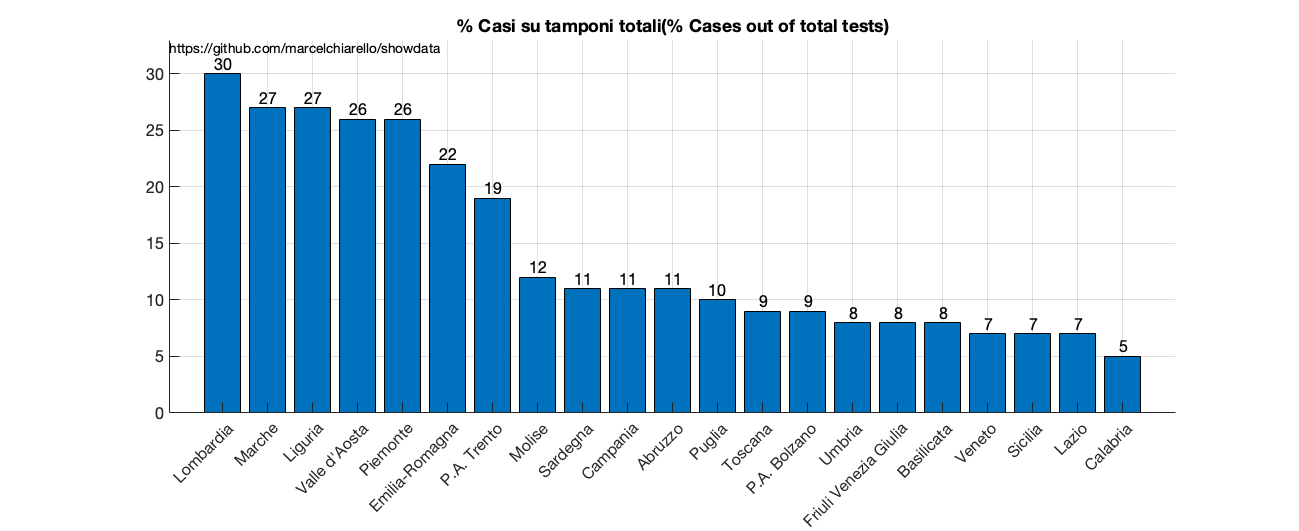 % Casi su tamponi totali(% Cases out of total tests)
https://github.com/marcelchiarello/showdata
30
27
27
26
26
22
19
12
11
11
11
10
9
9
8
8
8
7
7
7
5
30
25
20
15
10
5
0
Lombardia
Marche
Liguria
Valle d'Aosta
Piemonte
Emilia-Romagna
P.A. Trento
Molise
Sardegna
Campania
Abruzzo
Puglia
Toscana
P.A. Bolzano
Umbria
Friuli Venezia Giulia
Basilicata
Veneto
Sicilia
Lazio
Calabria